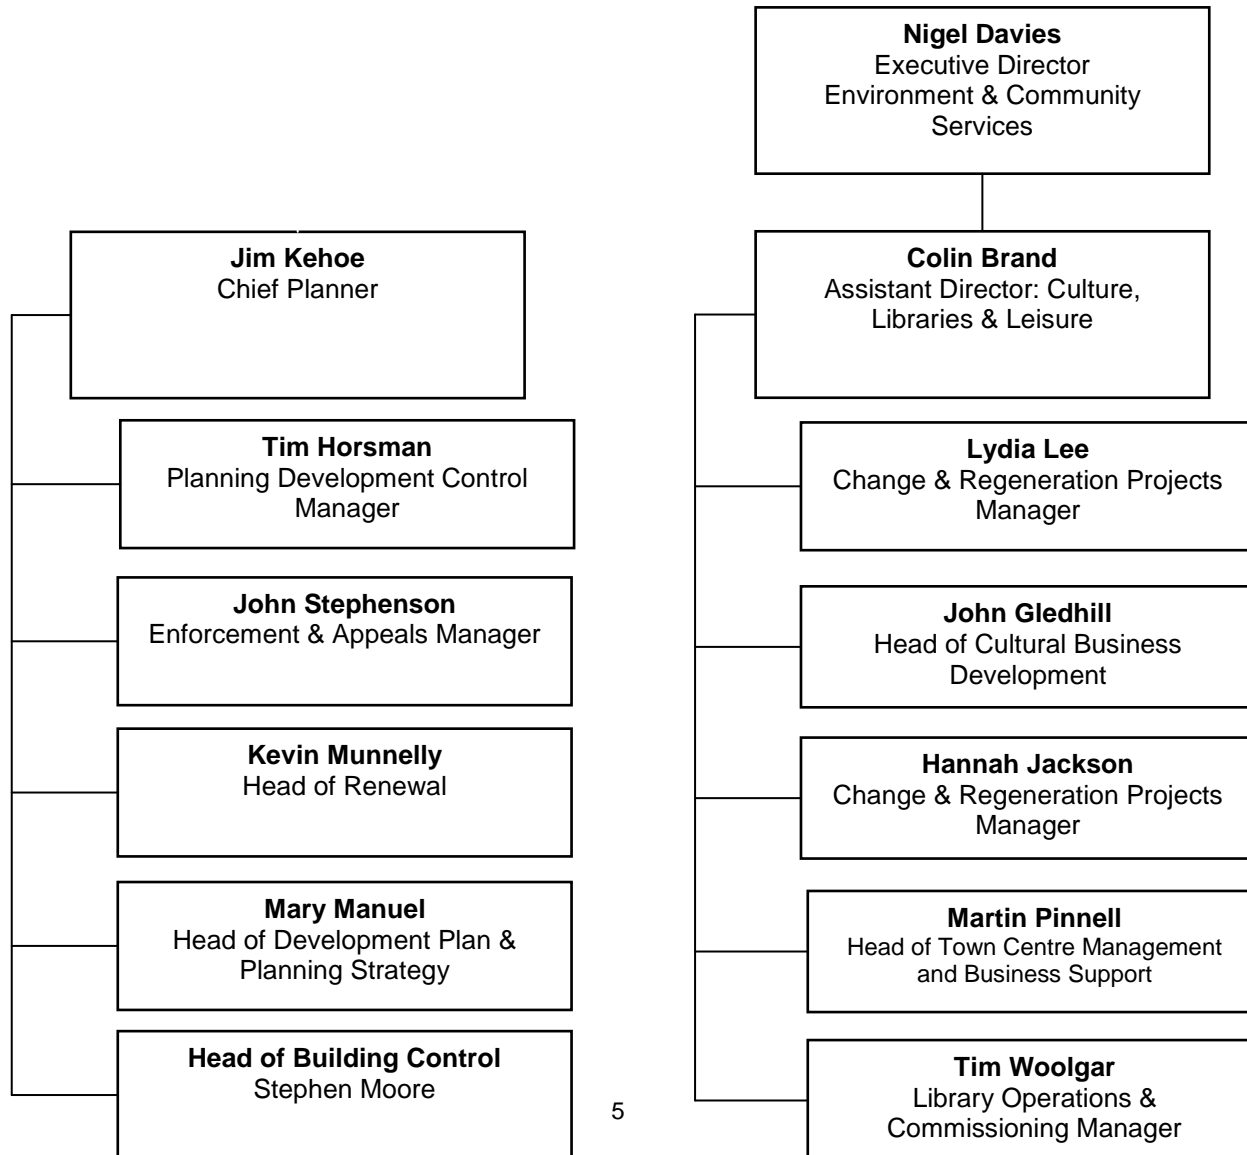 Nigel Davies
Executive Director
Environment & Community
Services
Jim Kehoe
Chief Planner
Tim Horsman
Planning Development Control
Manager
John Stephenson
Enforcement & Appeals Manager
Kevin Munnelly
Head of Renewal
Mary Manuel
Head of Development Plan &
Planning Strategy
Head of Building Control
Stephen Moore
Colin Brand
Assistant Director: Culture,
Libraries & Leisure
Lydia Lee
Change & Regeneration Projects
Manager
John Gledhill
Head of Cultural Business
Development
Hannah Jackson
Change & Regeneration Projects
Manager
Martin Pinnell
Head of Town Centre Management
and Business Support
Tim Woolgar
Library Operations &
Commissioning Manager
5